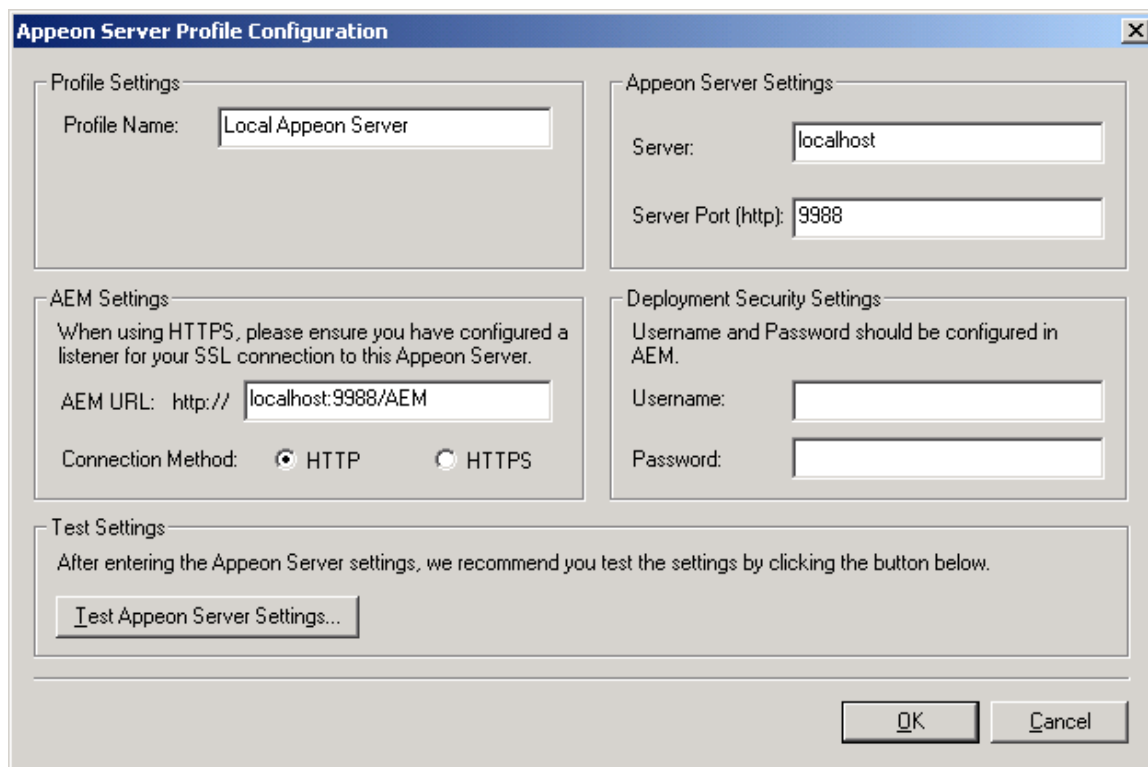 Appeon Server Profile Configuration
Profile Settings
Profile Name: Local Appeon Server
Appeon Server Settings
Server: localhost
Server Port (http): 9988
AEM Settings
When using HTTPS, please ensure you have configured a
listener for your SSL connection to this Appeon Server.
AEM URL: http:// localhost:9988/AEM
Connection Method: HTTP HTTPS
Deployment Security Settings
Username and Password should be configured in
AEM.
Username:
Password:
Test Settings
After entering the Appeon Server settings, we recommend you test the settings by clicking the button below.
Test Appeon Server Settings...
OK Cancel